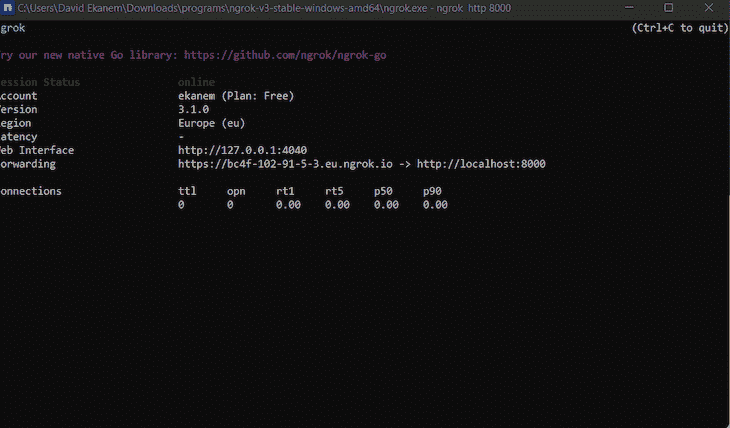 C:\Users\David Ekanem\Downloads\programs\ngrok-v3-stable-windows-amd64\ngrok.exe - ngrok http 8000
grok (Ctrl+C to quit)
ry our new native Go library: https://github.com/ngrok/ngrok-go
ession Status online
ccount ekanem (Plan: Free)
ersion 3.1.0
egion Europe (eu)
atency -
eb Interface http://127.0.0.1:4040
orwarding https://bc4f-102-91-5-3.eu.ngrok.io -> http://localhost:8000
onnections ttl opn rt1 rt5 p50 p90
0 0 0.00 0.00 0.00 0.00